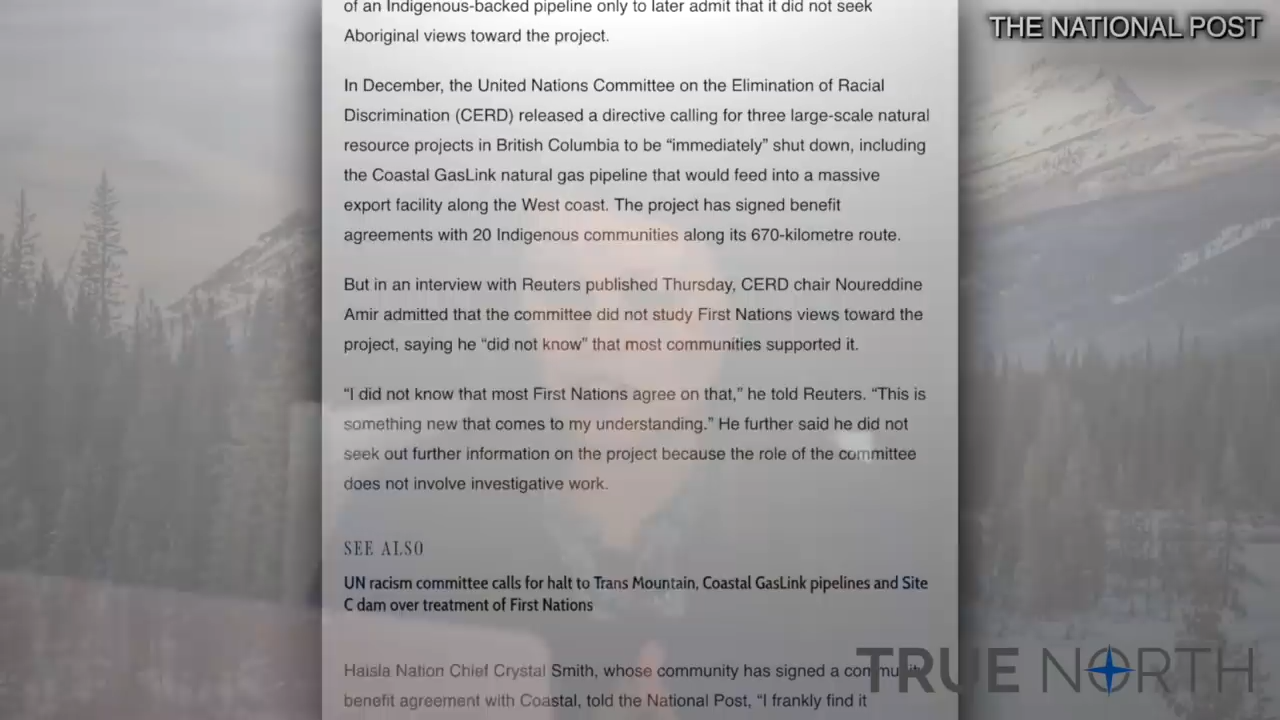 THE NATIONAL POST
of an Indigenous-backed pipeline only to later admit that it did not seek
Aboriginal views toward the project.
In December, the United Nations Committee on the Elimination of Racial
Discrimination (CERD) released a directive calling for three large-scale natural
resource projects in British Columbia to be “immediately” shut down, including
the Coastal GasLink natural gas pipeline that would feed into a massive
export facility along the West coast. The project has signed benefit
agreements with 20 Indigenous communities along its 670-kilometre route.
But in an interview with Reuters published Thursday, CERD chair Noureddine
Amir admitted that the committee did not study First Nations views toward the
project, saying he “did not know” that most communities supported it.
“I did not know that most First Nations agree on that,” he told Reuters. “This is
something new that comes to my understanding.” He further said he did not
seek out further information on the project because the role of the committee
does not involve investigative work.
SEE ALSO
UN racism committee calls for halt to Trans Mountain, Coastal GasLink pipelines and Site
C dam over treatment of First Nations
Haisla Nation Chief Crystal Smith, whose community has signed a community
benefit agreement with Coastal, told the National Post, “I frankly find it
TRUE NORTH